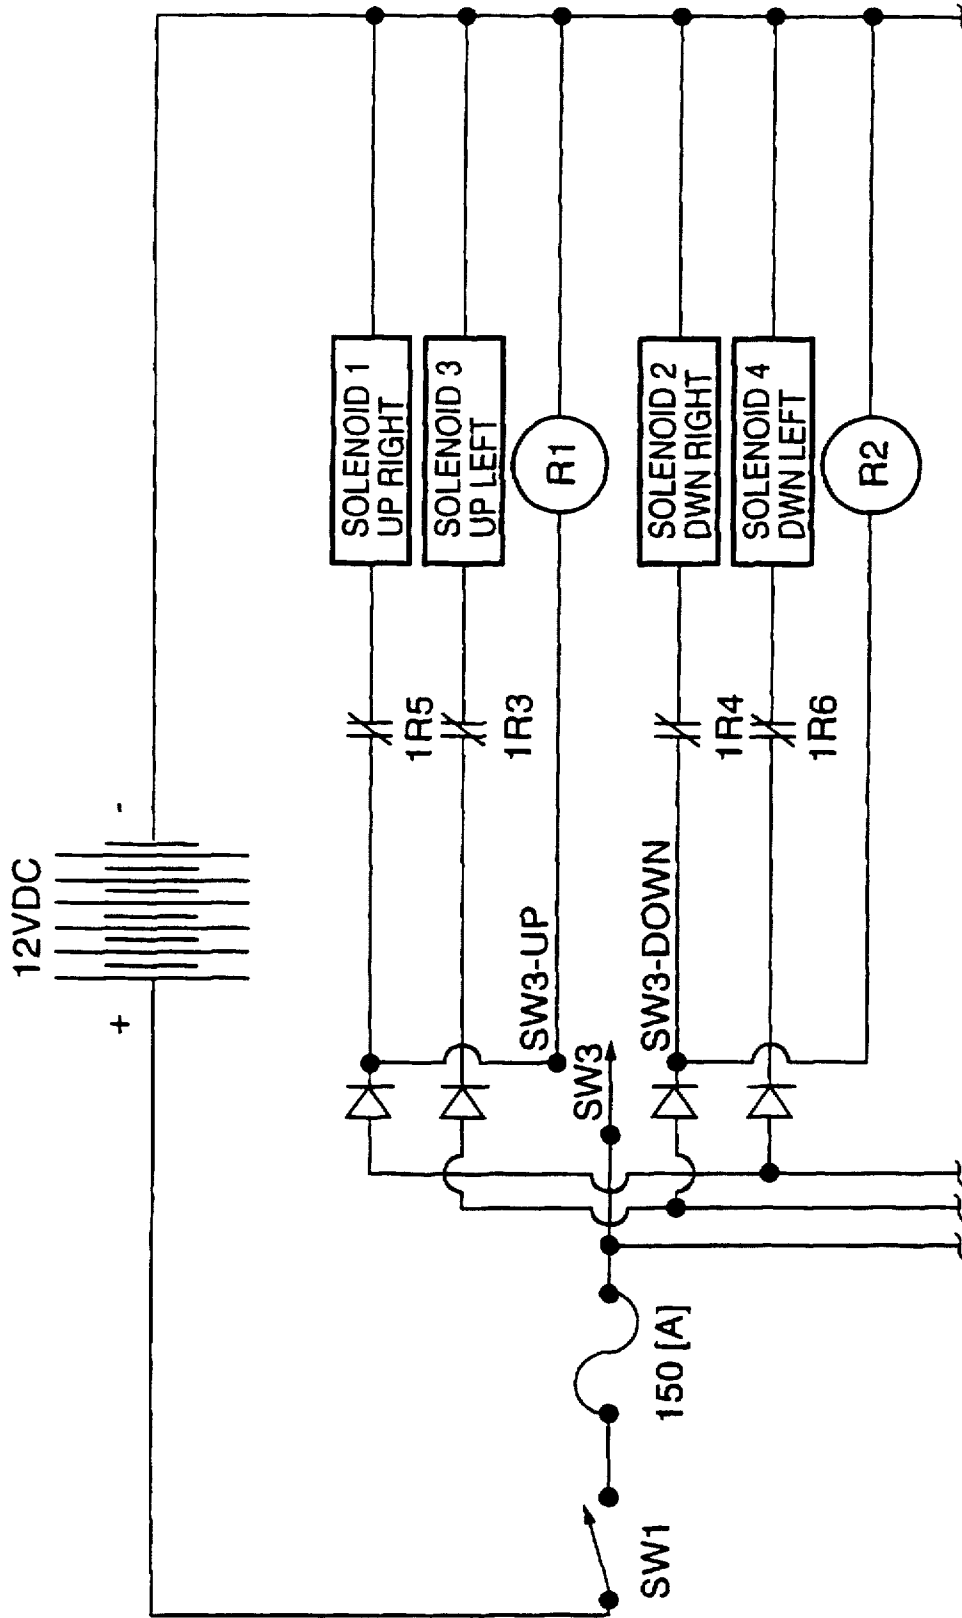 12VDC
+
-
SOLENOID 1
UP RIGHT
1R5
SOLENOID 3
UP LEFT
1R3
R1
SW3-UP
SW3
SOLENOID 2
DWN RIGHT
1R4
SW3-DOWN
SOLENOID 4
DWN LEFT
1R6
R2
150 [A]
SW1